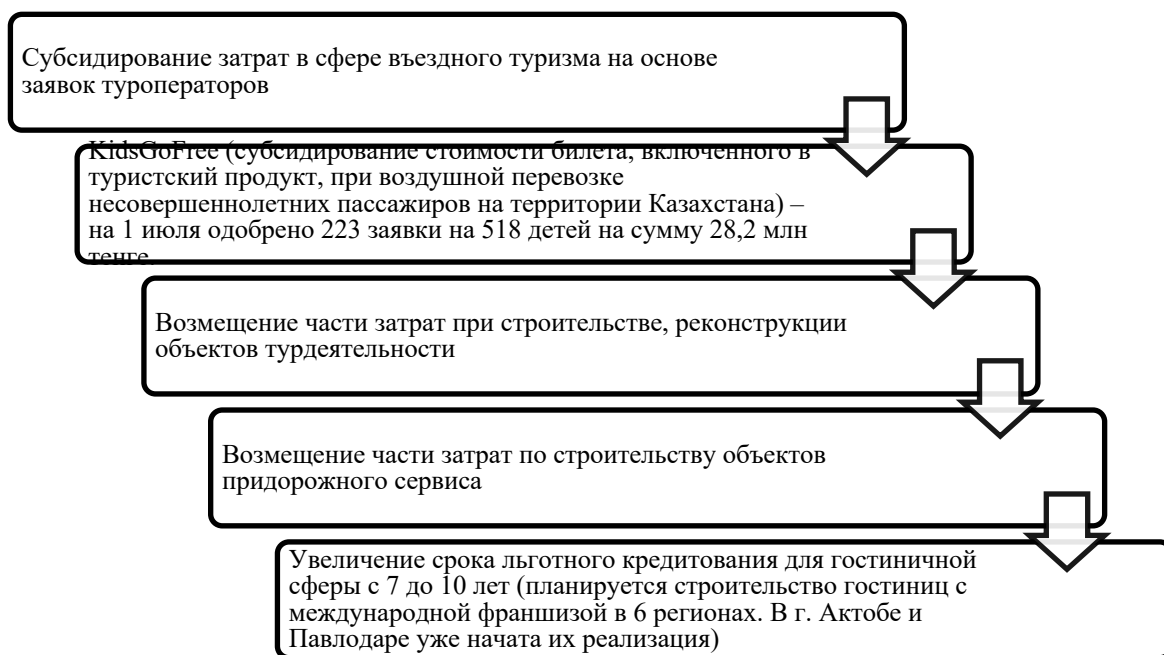 Субсидирование затрат в сфере въездного туризма на основе
заявок туроператоров
KidsGoFree (субсидирование стоимости билета, включенного в
туристский продукт, при воздушной перевозке
несовершеннолетних пассажиров на территории Казахстана) –
на 1 июля одобрено 223 заявки на 518 детей на сумму 28,2 млн
тенге.
Возмещение части затрат при строительстве, реконструкции
объектов турдеятельности
Возмещение части затрат по строительству объектов
придорожного сервиса
Увеличение срока льготного кредитования для гостиничной
сферы с 7 до 10 лет (планируется строительство гостиниц с
международной франшизой в 6 регионах. В г. Актобе и
Павлодаре уже начата их реализация)